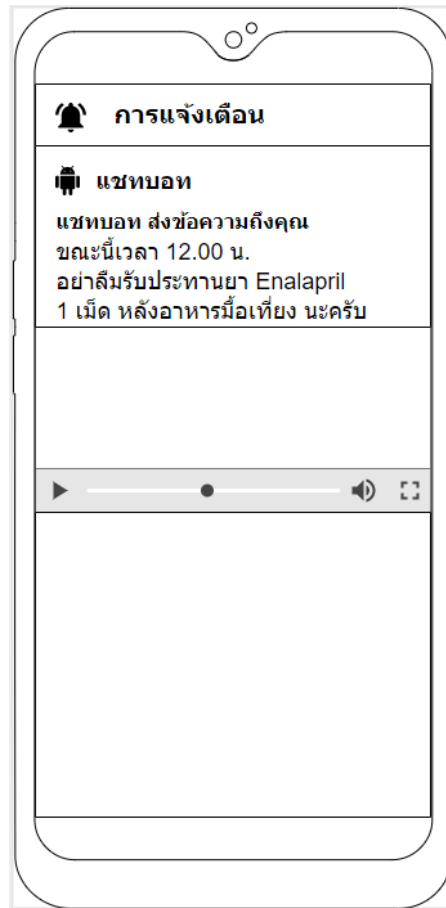 การแจ้งเตือน
แชทบอท
แชทบอท ส่งข้อความถึงคุณ
ขณะนี้เวลา 12.00 น.
อย่าลืมรับประทานยา Enalapril
1 เม็ด หลังอาหารมื้อเที่ยง นะครับ